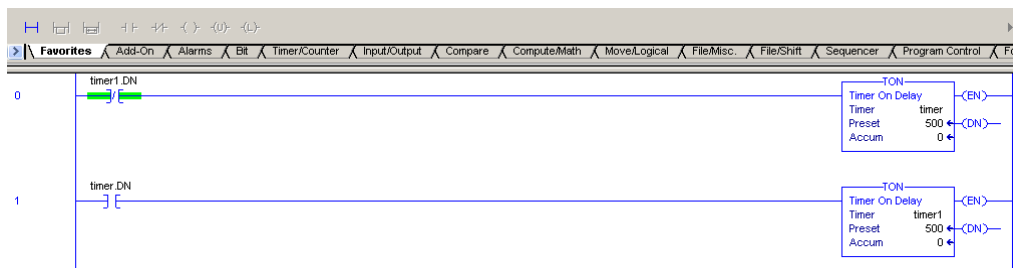 Favorites Add-On Alarms Bit Timer/Counter Input/Output Compare Compute/Math Move/Logical File/Misc. File/Shift Sequencer Program Control
0
timer1.DN
TON
Timer On Delay
Timer timer
Preset 500
Accum 0
(EN)
(DN)
1
timer.DN
TON
Timer On Delay
Timer timer1
Preset 500
Accum 0
(EN)
(DN)